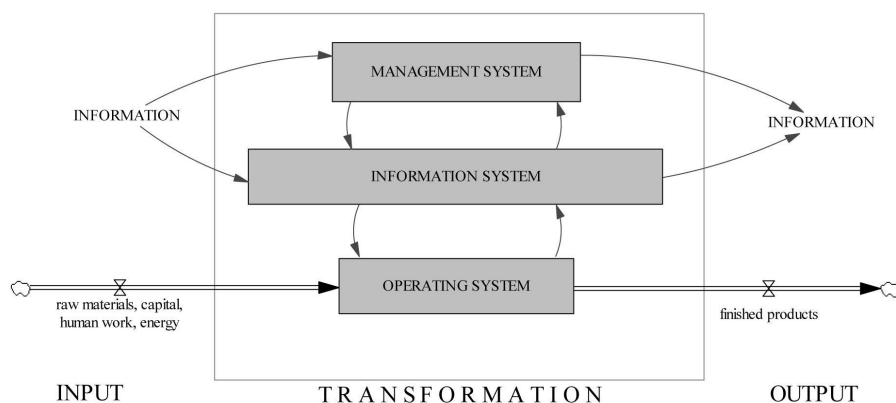 MANAGEMENT SYSTEM
INFORMATION
INFORMATION
INFORMATION SYSTEM
OPERATING SYSTEM
raw materials, capital,
human work, energy
finished products
INPUT
TRANSFORMATION
OUTPUT